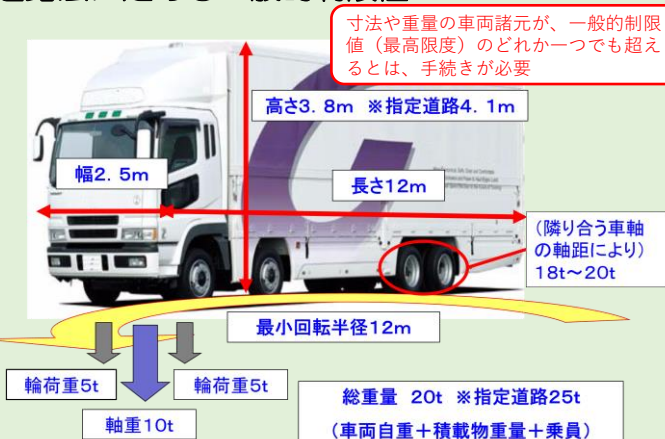 寸法や重量の車両諸元が、一般的制限
値（最高限度）のどれか一つでも超え
るとは、手続きが必要
高さ3．8m ※指定道路4．1m
幅2．5m
長さ12m
（隣り合う車軸
の軸距により）
18t～20t
最小回転半径12m
輪荷重5t
輪荷重5t
軸重10t
総重量 20t ※指定道路25t
（車両自重＋積載物重量＋乗員）